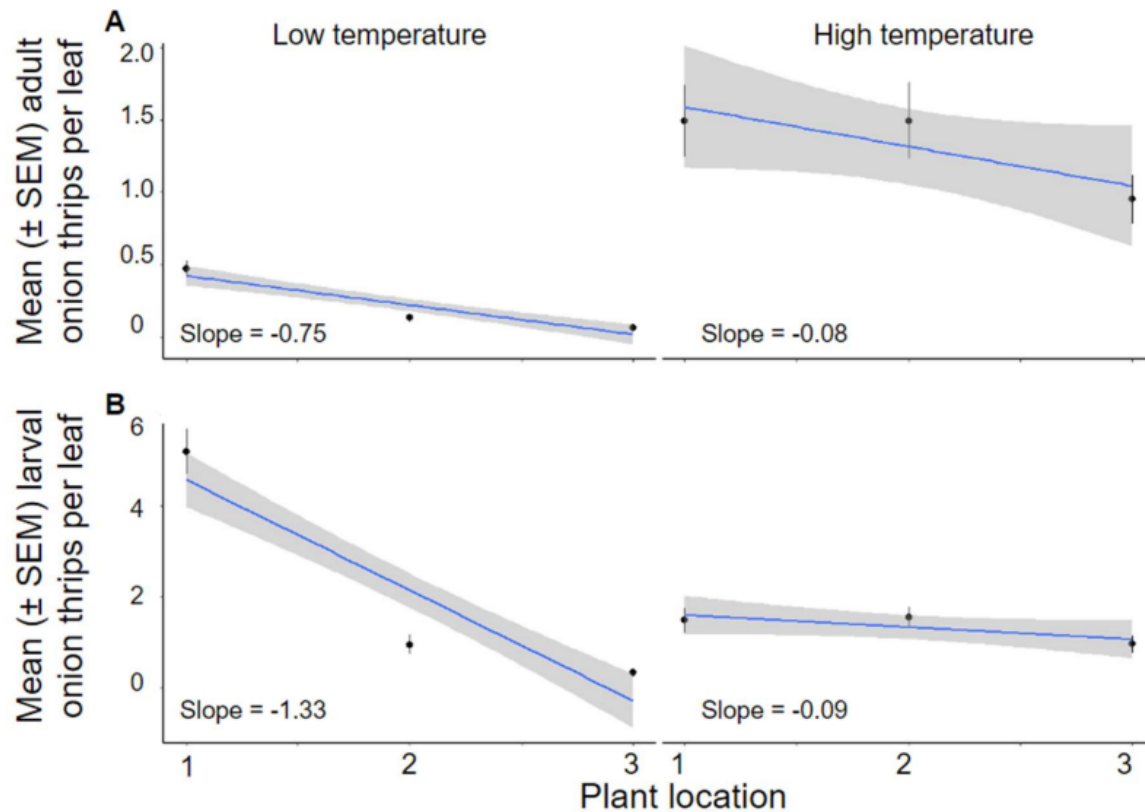 A
Low temperature
High temperature
Mean (± SEM) adult
onion thrips per leaf
2.0
1.5
1.0
0.5
0
Slope = -0.75
Slope = -0.08
B
Mean (± SEM) larval
onion thrips per leaf
6
4
2
0
Slope = -1.33
Slope = -0.09
1 2 3 1 2 3
Plant location